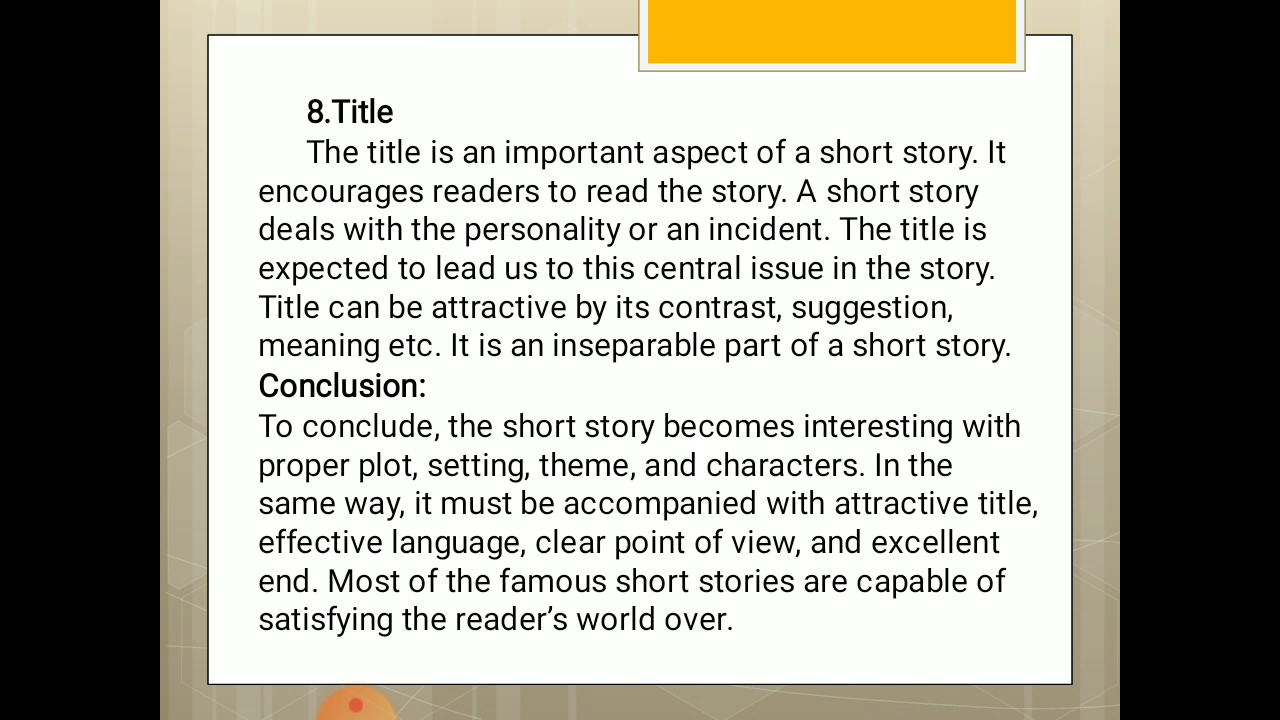 8.Title
The title is an important aspect of a short story. It
encourages readers to read the story. A short story
deals with the personality or an incident. The title is
expected to lead us to this central issue in the story.
Title can be attractive by its contrast, suggestion,
meaning etc. It is an inseparable part of a short story.
Conclusion:
To conclude, the short story becomes interesting with
proper plot, setting, theme, and characters. In the
same way, it must be accompanied with attractive title,
effective language, clear point of view, and excellent
end. Most of the famous short stories are capable of
satisfying the reader’s world over.